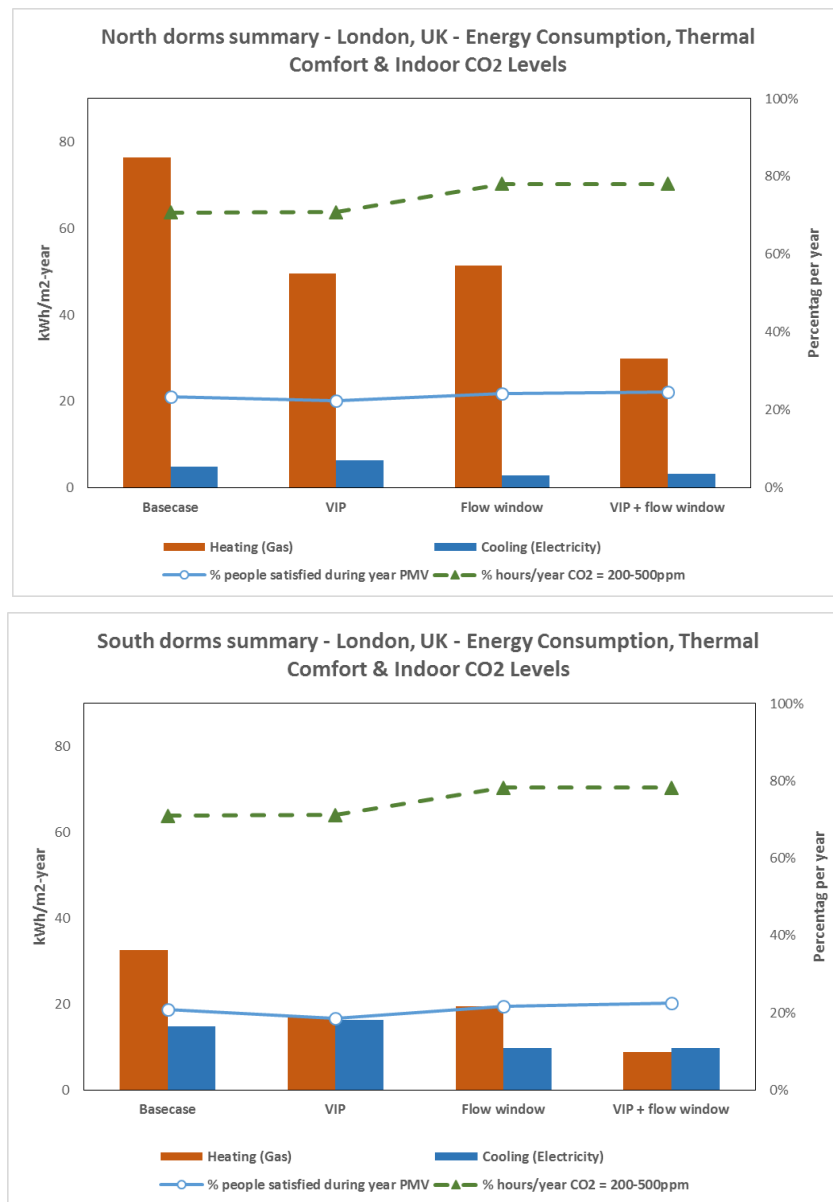 North dorms summary - London, UK - Energy Consumption, Thermal
Comfort & Indoor CO2 Levels
100%
80
80%
60
60%
kWh/m2-year
Percentag per year
40
40%
20
20%
0
0%
Basecase
VIP
Flow window
VIP + flow window
Heating (Gas)
Cooling (Electricity)
% people satisfied during year PMV
% hours/year CO2 = 200-500ppm
South dorms summary - London, UK - Energy Consumption, Thermal
Comfort & Indoor CO2 Levels
100%
80
80%
60
60%
kWh/m2-year
Percentag per year
40
40%
20
20%
0
0%
Basecase
VIP
Flow window
VIP + flow window
Heating (Gas)
Cooling (Electricity)
% people satisfied during year PMV
% hours/year CO2 = 200-500ppm